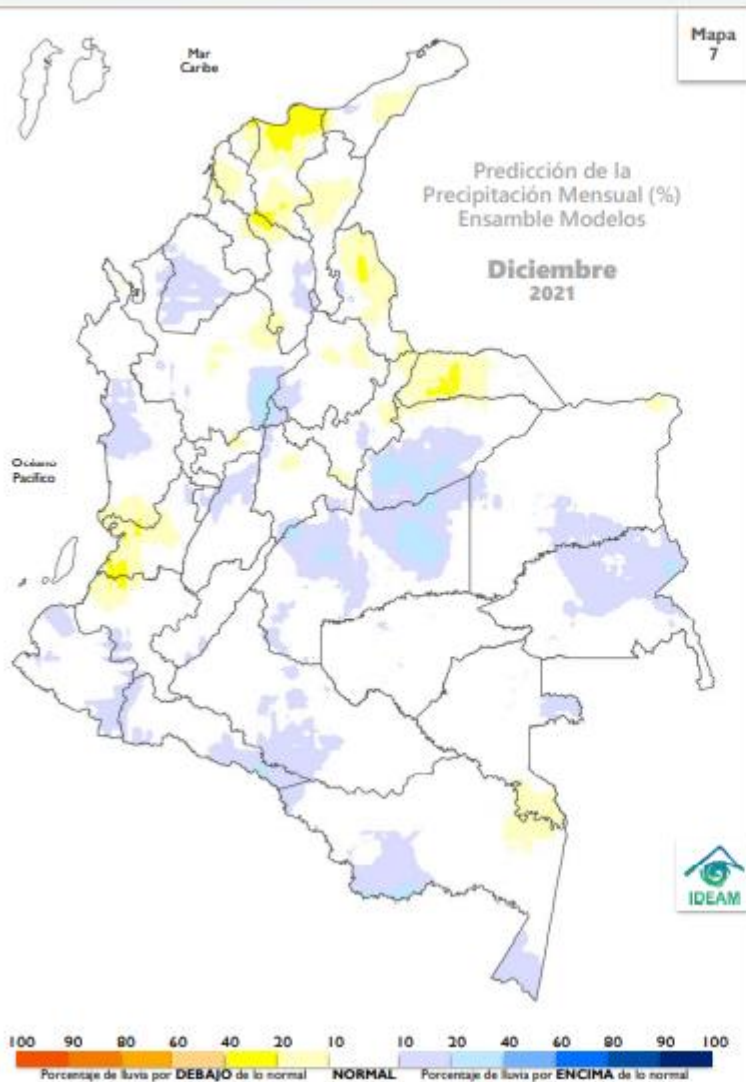 Mapa
7
Mar
Caribe
Predicción de la
Precipitación Mensual (%)
Ensamble Modelos
Diciembre
2021
Océano
Pacífico
IDEAM
100 90 80 60 40 20 10 10 20 40 60 80 90 100
Porcentaje de lluvia por DEBAJO de lo normal NORMAL Porcentaje de lluvia por ENCIMA de lo normal